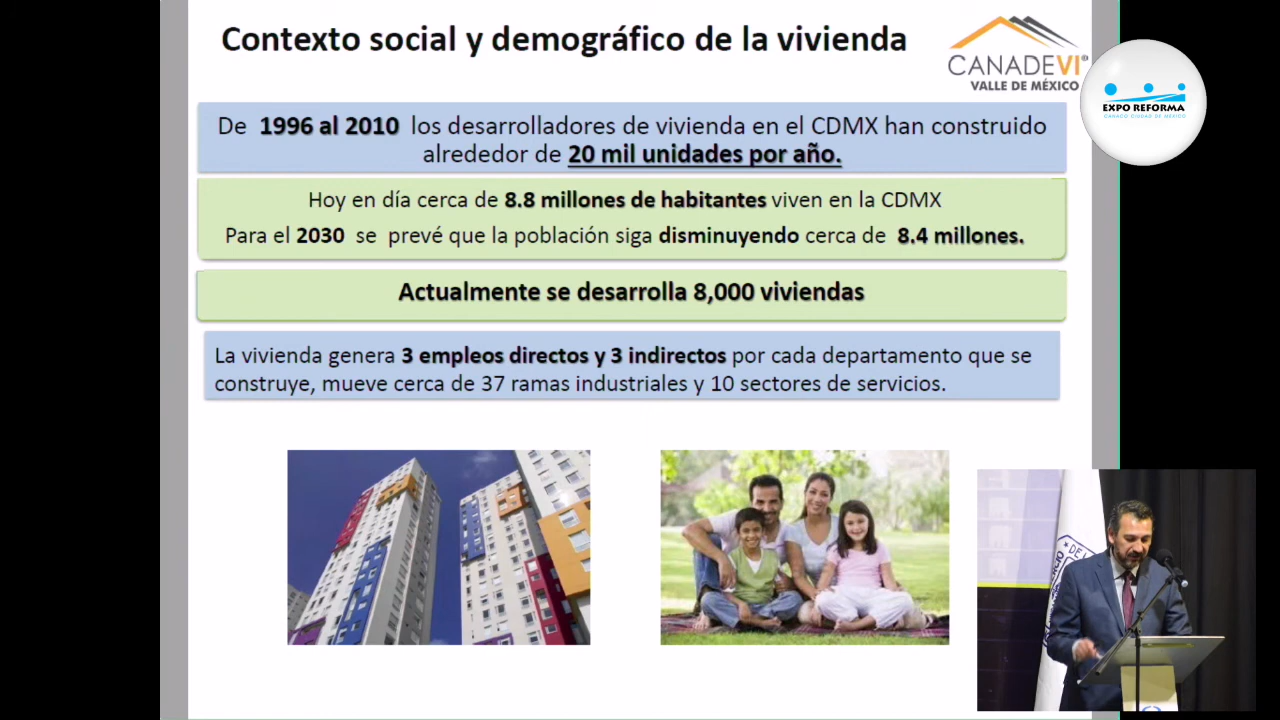 Contexto social y demográfico de la vivienda
CANADEVI®
VALLE DE MÉXICO
EXPO REFORMA
CANACO CIUDAD DE MÉXICO
De 1996 al 2010 los desarrolladores de vivienda en el CDMX han construido
alrededor de 20 mil unidades por año.
Hoy en día cerca de 8.8 millones de habitantes viven en la CDMX
Para el 2030 se prevé que la población siga disminuyendo cerca de 8.4 millones.
Actualmente se desarrolla 8,000 viviendas
La vivienda genera 3 empleos directos y 3 indirectos por cada departamento que se
construye, mueve cerca de 37 ramas industriales y 10 sectores de servicios.